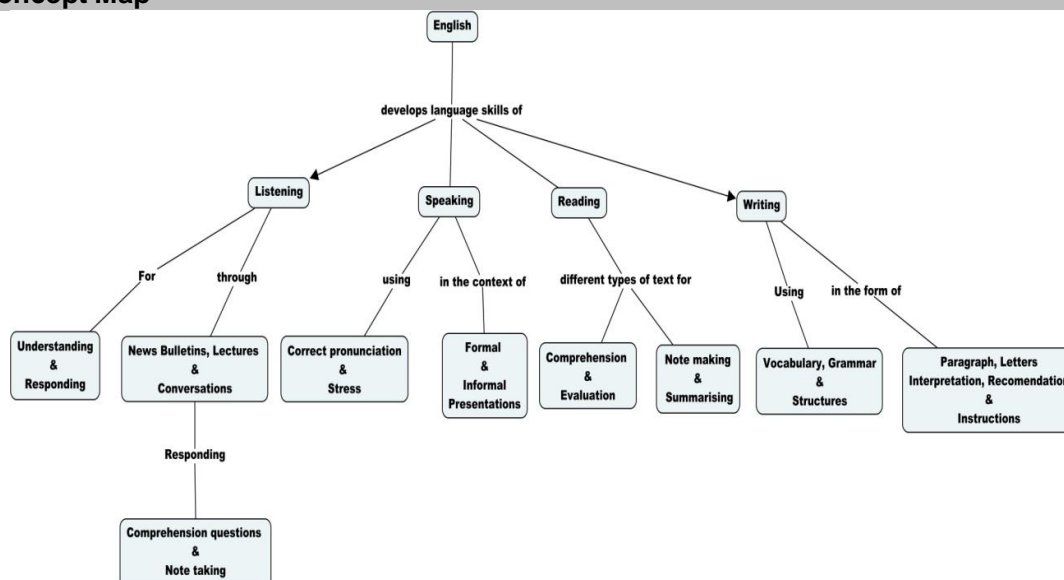 English
develops language skills of
Listening
Speaking
Reading
Writing
For
through
using
in the context of
different types of text for
Using
in the form of
Understanding
&
Responding
News Bulletins, Lectures
&
Conversations
Correct pronunciation
&
Stress
Formal
&
Informal
Presentations
Comprehension
&
Evaluation
Note making
&
Summarising
Vocabulary, Grammar
&
Structures
Paragraph, Letters
Interpretation, Recomendation
&
Instructions
Responding
Comprehension questions
&
Note taking